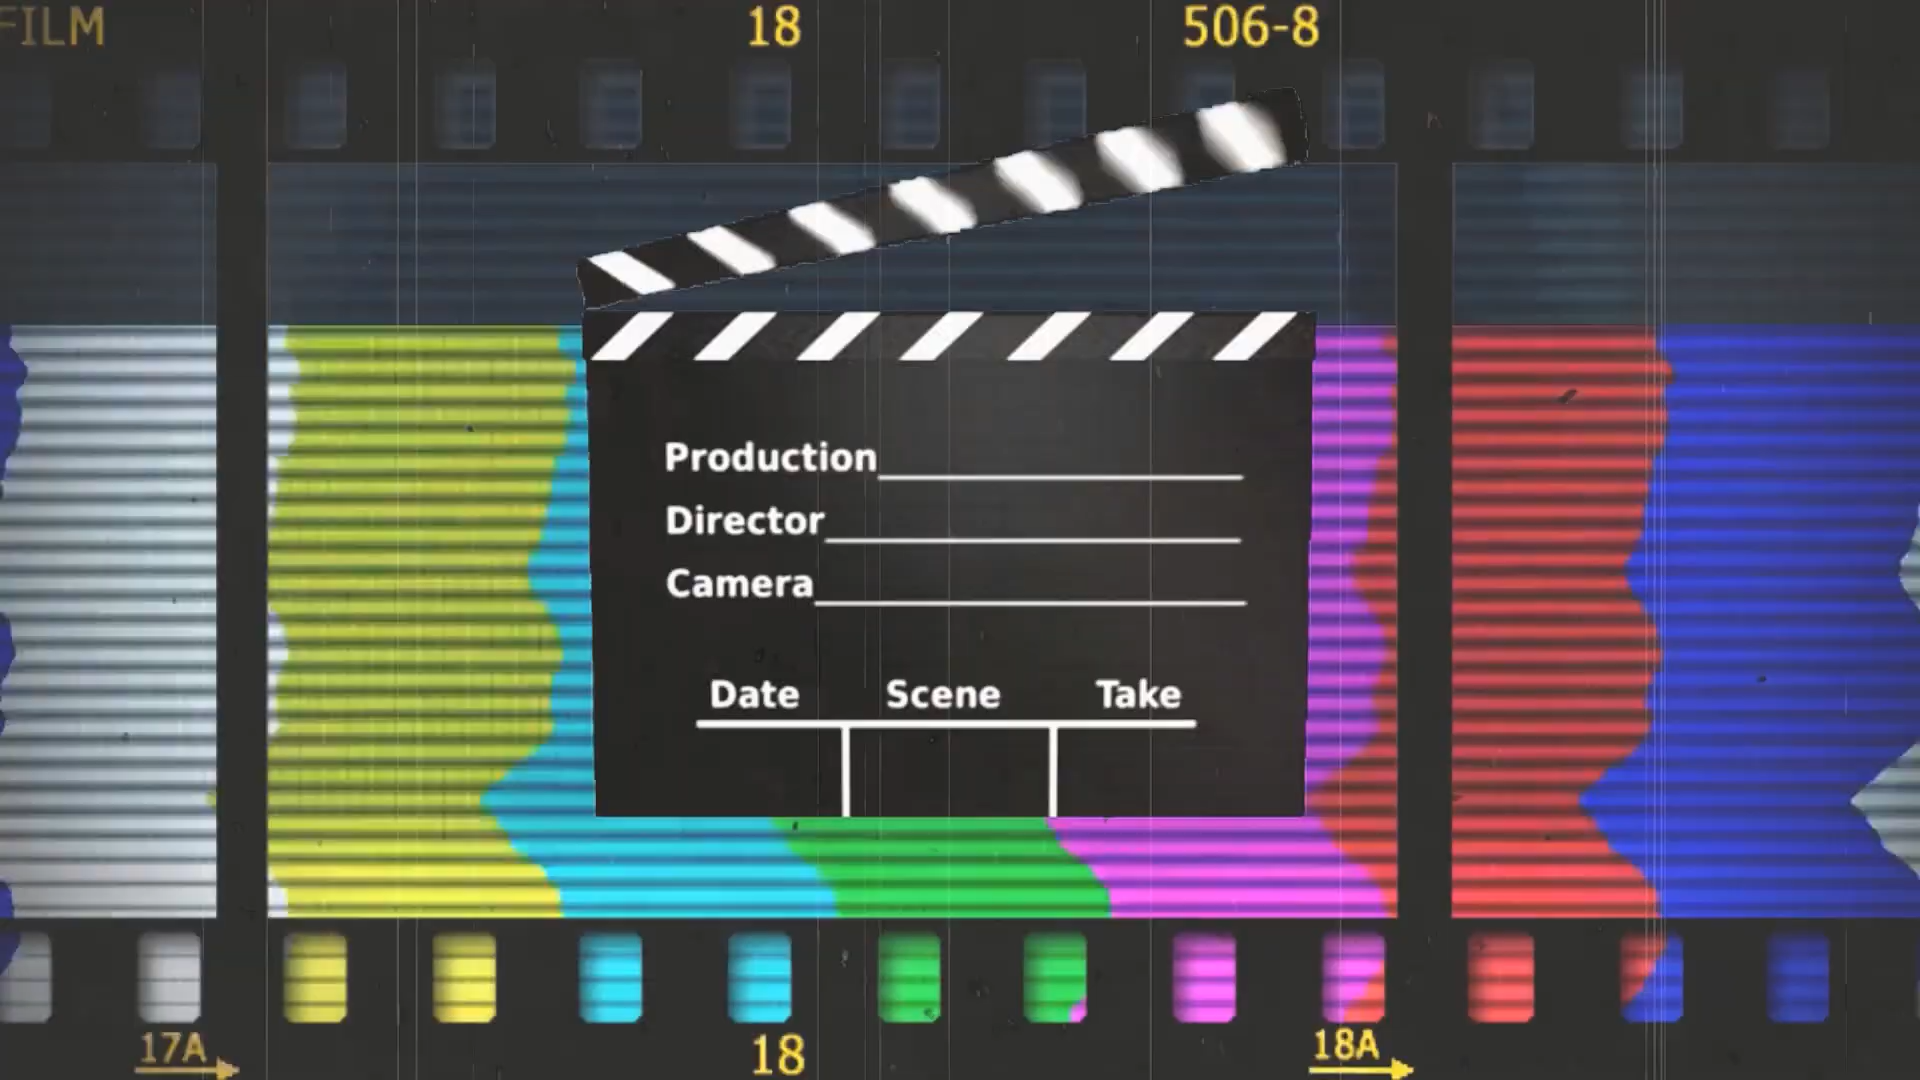 FILM 18 506-8
Production
Director
Camera
Date Scene Take
17A 18 18A